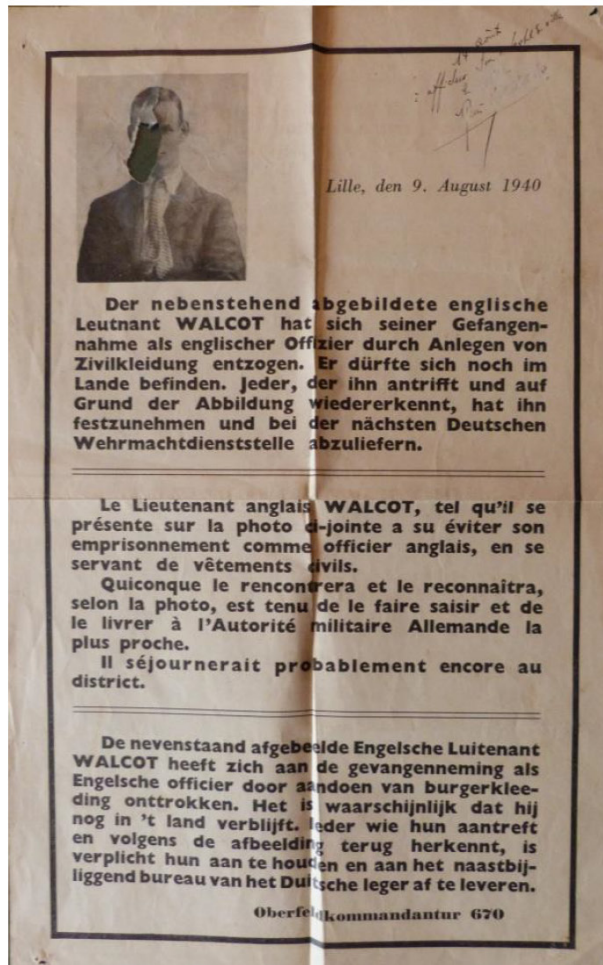 14 août
Lille, den 9. August 1940
Der nebenstehend abgebildete englische
Leutnant WALCOT hat sich seiner Gefangen-
nahme als englischer Offizier durch Anlegen von
Zivilkleidung entzogen. Er dürfte sich noch im
Lande befinden. Jeder, der ihn antrifft und auf
Grund der Abbildung wiedererkennt, hat ihn
festzunehmen und bei der nächsten Deutschen
Wehrmachtdienststelle abzuliefern.
Le Lieutenant anglais WALCOT, tel qu'il se
présente sur la photo ci-jointe a su éviter son
emprisonnement comme officier anglais, en se
servant de vêtements civils.
Quiconque le rencontrera et le reconnaîtra,
selon la photo, est tenu de le faire saisir et de
le livrer à l'Autorité militaire Allemande la
plus proche.
Il séjournerait probablement encore au
district.
De nevenstaand afgebeelde Engelsche Luitenant
WALCOT heeft zich aan de gevangenneming als
Engelsche officier door aandoen van burgerklee-
ding onttrokken. Het is waarschijnlijk dat hij
nog in 't land verblijft. Ieder wie hun aantreft
en volgens de afbeelding terug herkennt, is
verplicht hun aan te houden en aan het naastbij-
liggend bureau van het Duitsche leger af te leveren.
Oberfeldkommandantur 670